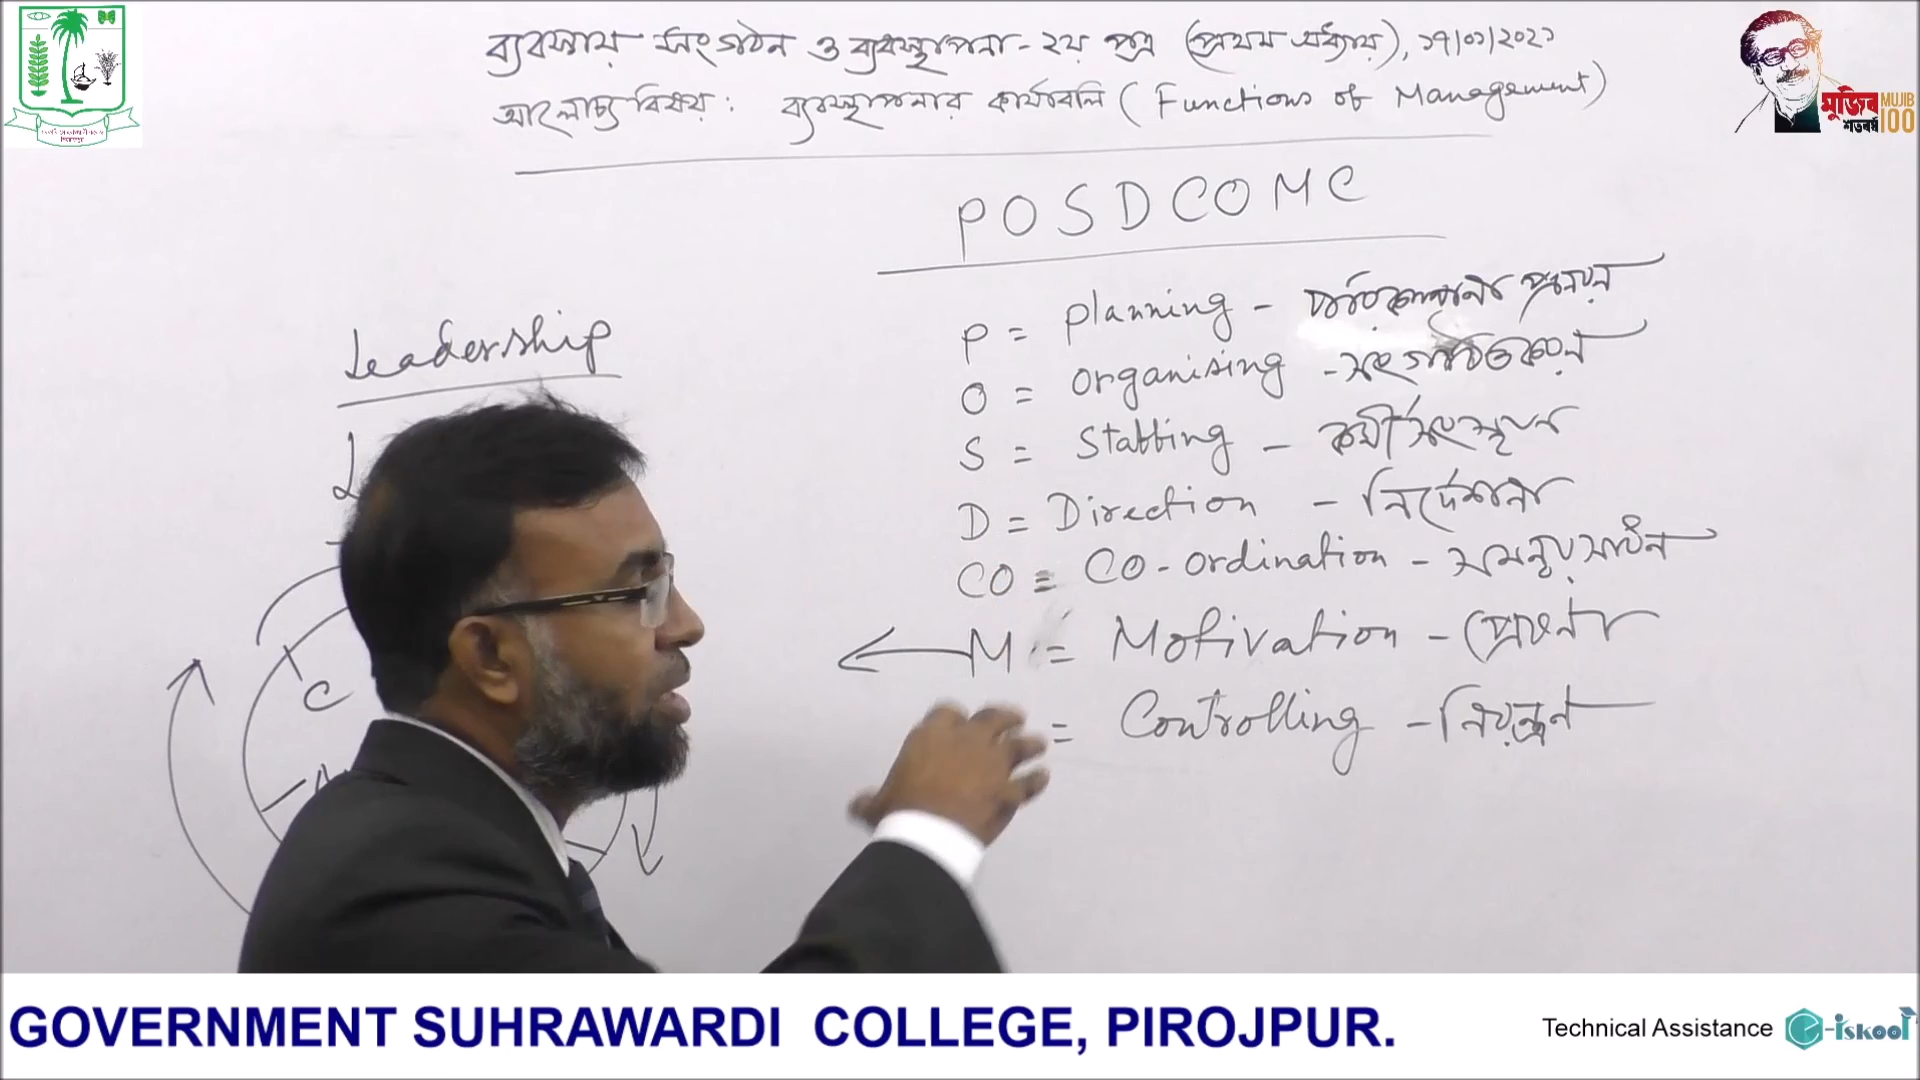 ব্যবসায় সংগঠন ও ব্যবস্থাপনা - ২য় পত্র (প্রথম অধ্যায়), ১৭/০১/২০২১
আলোচ্য বিষয় : ব্যবস্থাপনার কার্যাবলি (Functions of Management)
মুজিব MUJIB
শতবর্ষ 100
POSDCOMC
P = Planning - পরিকল্পনা প্রণয়ন
O = Organising - সংগঠিতকরণ
S = Staffing - কর্মীসংস্থান
D = Direction - নির্দেশনা
CO = CO-ordination - সমন্বয়সাধন
M = Motivation - প্রেষণা
= Controlling - নিয়ন্ত্রণ
Leadership
L
C
GOVERNMENT SUHRAWARDI COLLEGE, PIROJPUR.
Technical Assistance e-iskool